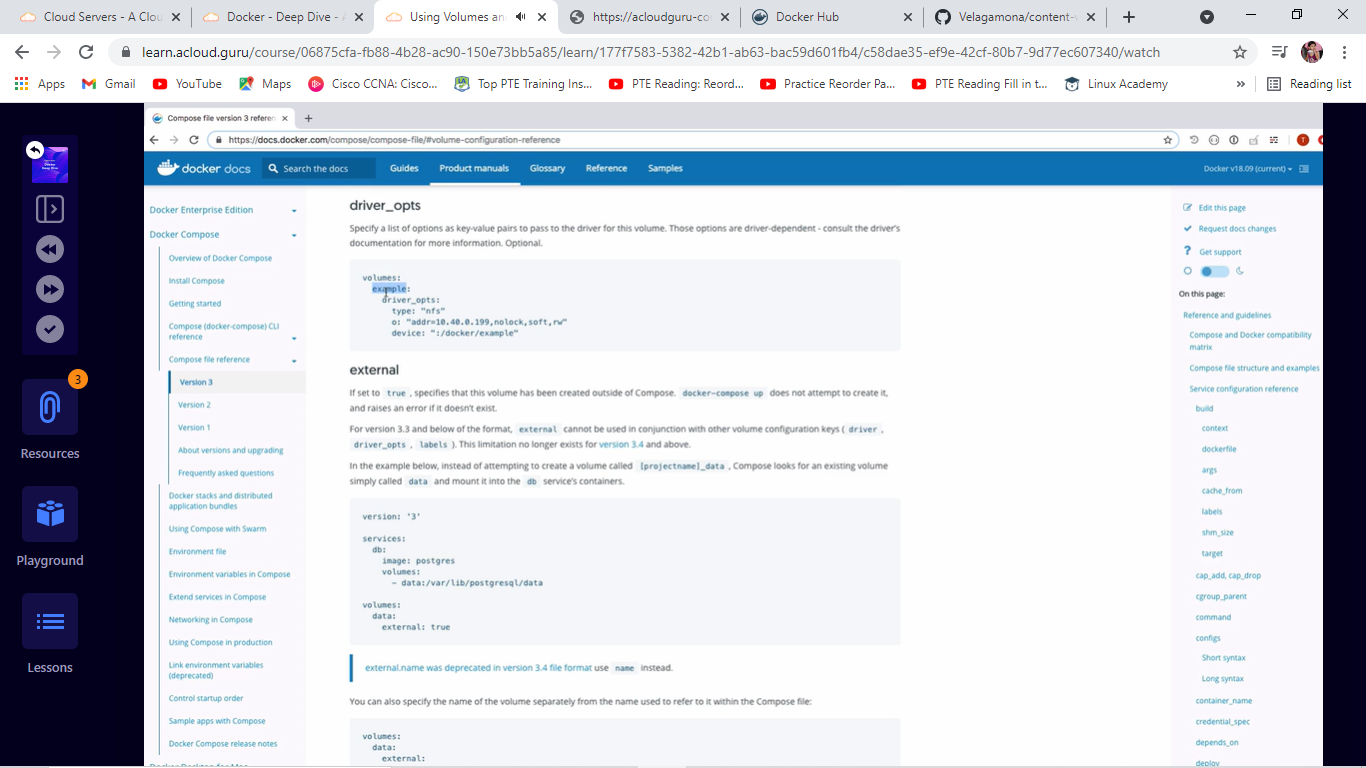 Cloud Servers - A Clo
Docker - Deep Dive - A
Using Volumes an
https://acloudguru-co
Docker Hub
Velagamona/content-
learn.acloud.guru/course/06875cfa-fb88-4b28-ac90-150e73bb5a85/learn/177f7583-5382-42b1-ab63-bac59d601fb4/c58dae35-ef9e-42cf-80b7-9d77ec607340/watch
Apps
Gmail
YouTube
Maps
Cisco CCNA: Cisco...
Top PTE Training Ins...
PTE Reading: Reord...
Practice Reorder Pa...
PTE Reading Fill in t...
Linux Academy
»
Reading list
3
Resources
Playground
Lessons
Compose file version 3 referen
https://docs.docker.com/compose/compose-file/#volume-configuration-reference
T
docker docs
Search the docs
Guides
Product manuals
Glossary
Reference
Samples
Docker v18.09 (current)
Docker Enterprise Edition
Docker Compose
Overview of Docker Compose
Install Compose
Getting started
Compose (docker-compose) CLI
reference
Compose file reference
Version 3
Version 2
Version 1
About versions and upgrading
Frequently asked questions
Docker stacks and distributed
application bundles
Using Compose with Swarm
Environment file
Environment variables in Compose
Extend services in Compose
Networking in Compose
Using Compose in production
Link environment variables
(deprecated)
Control startup order
Sample apps with Compose
Docker Compose release notes
Docker Desktop for Mac
driver_opts
Specify a list of options as key-value pairs to pass to the driver for this volume. Those options are driver-dependent - consult the driver's
documentation for more information. Optional.
volumes:
example:
driver_opts:
type: "nfs"
o: "addr=10.40.0.199,nolock,soft,rw"
device: ":/docker/example"
external
If set to true , specifies that this volume has been created outside of Compose. docker-compose up does not attempt to create it,
and raises an error if it doesn't exist.
For version 3.3 and below of the format, external cannot be used in conjunction with other volume configuration keys ( driver ,
driver_opts , labels ). This limitation no longer exists for version 3.4 and above.
In the example below, instead of attempting to create a volume called [projectname]_data , Compose looks for an existing volume
simply called data and mount it into the db service's containers.
version: '3'
services:
db:
image: postgres
volumes:
- data:/var/lib/postgresql/data
volumes:
data:
external: true
external.name was deprecated in version 3.4 file format use name instead.
You can also specify the name of the volume separately from the name used to refer to it within the Compose file:
volumes:
data:
external:
Edit this page
Request docs changes
Get support
On this page:
Reference and guidelines
Compose and Docker compatibility
matrix
Compose file structure and examples
Service configuration reference
build
context
dockerfile
args
cache_from
labels
shm_size
target
cap_add, cap_drop
cgroup_parent
command
configs
Short syntax
Long syntax
container_name
credential_spec
depends_on
deploy